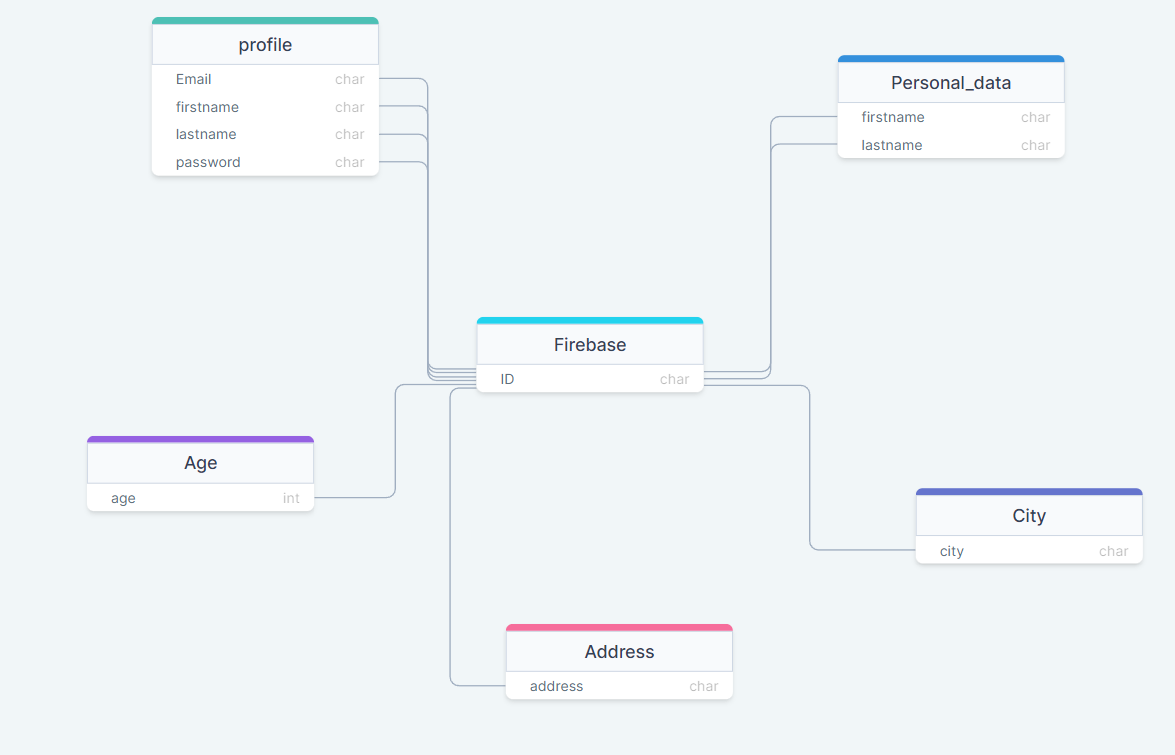 profile
Email char
firstname char
lastname char
password char
Personal_data
firstname char
lastname char
Firebase
ID char
Age
age int
City
city char
Address
address char